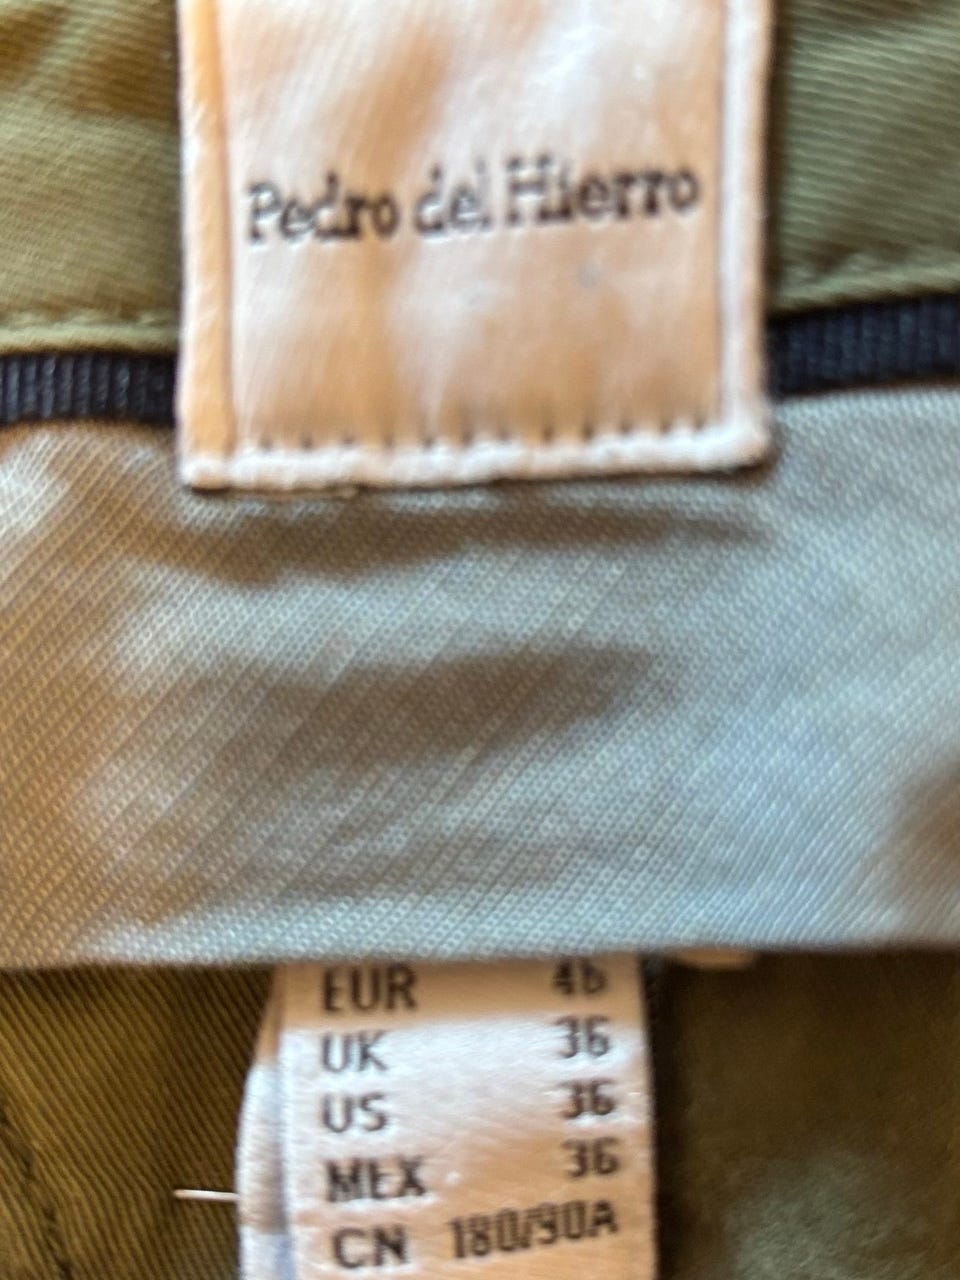 Pedro del Hierro
EUR 46
UK 36
US 36
MEX 36
CN 180/90A